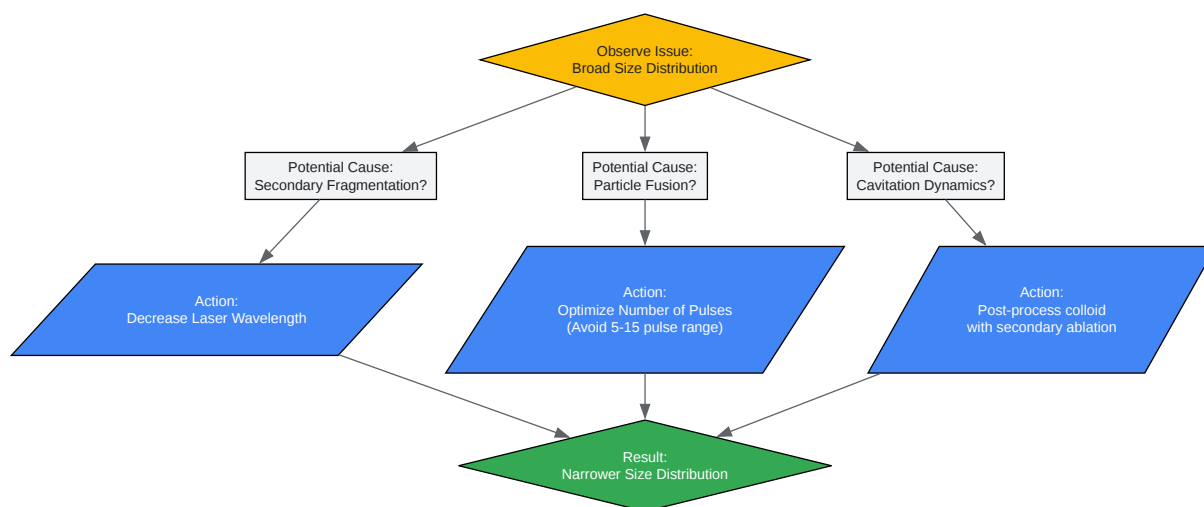 Observe Issue:
Broad Size Distribution
Potential Cause:
Secondary Fragmentation?
Potential Cause:
Particle Fusion?
Potential Cause:
Cavitation Dynamics?
Action:
Decrease Laser Wavelength
Action:
Optimize Number of Pulses
(Avoid 5-15 pulse range)
Action:
Post-process colloid
with secondary ablation
Result:
Narrower Size Distribution